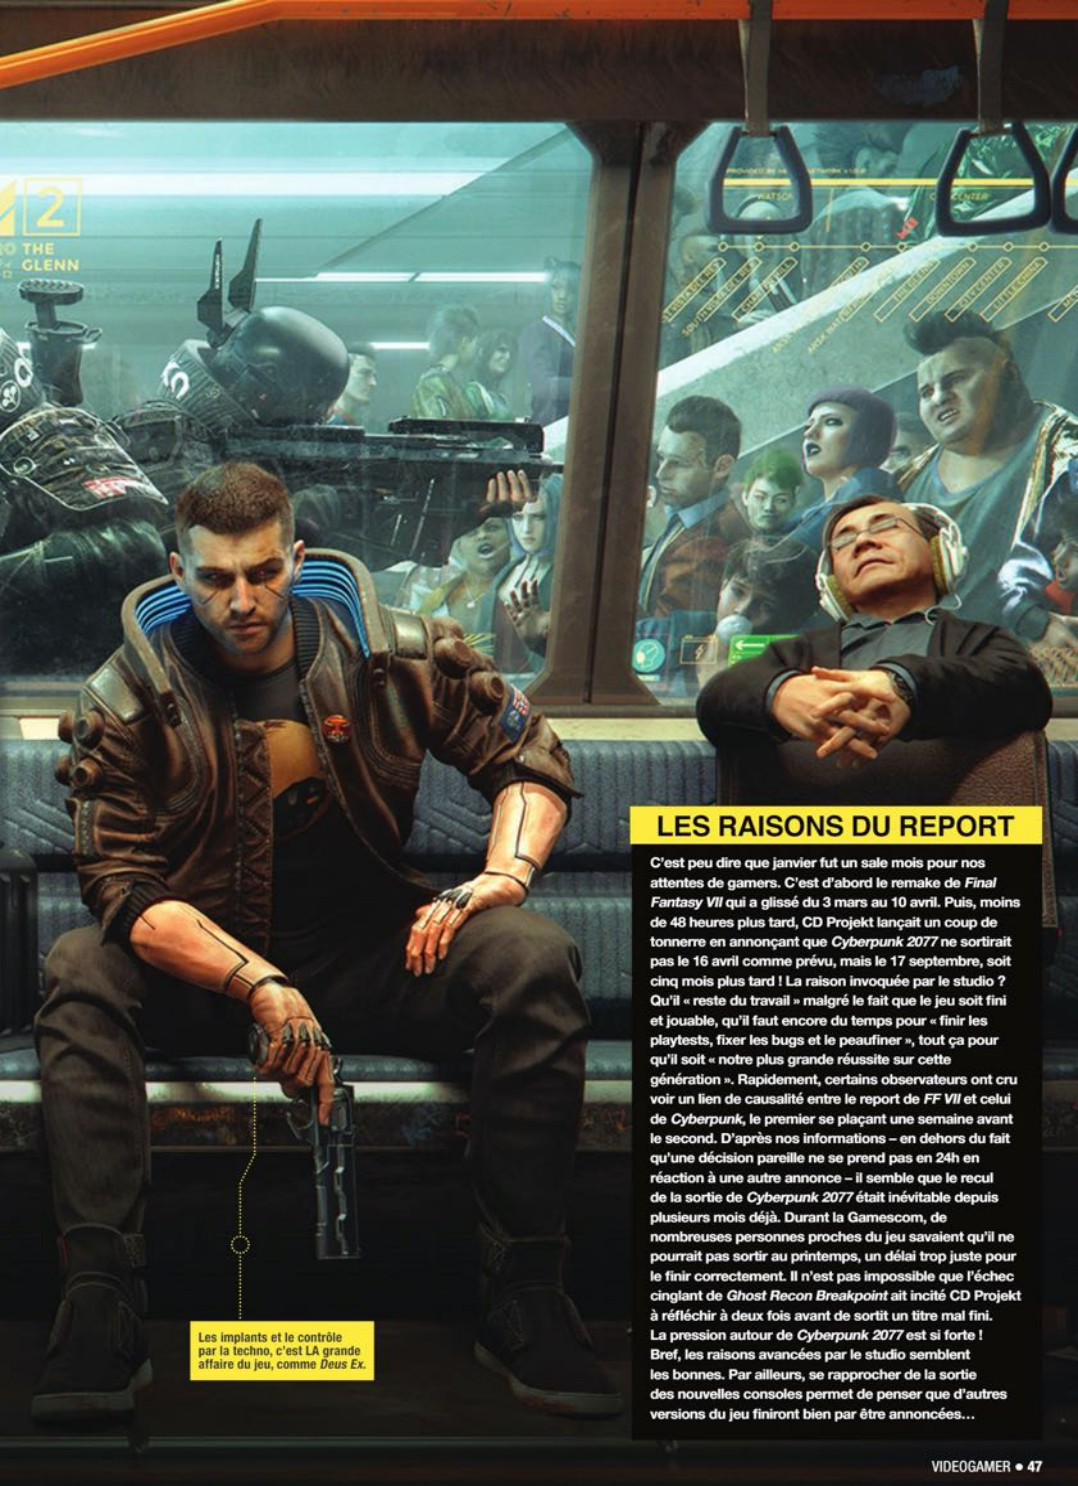 2
THE
GLENN
WATSON
CENTER
LES RAISONS DU REPORT
C'est peu dire que janvier fut un sale mois pour nos
attentes de gamers. C'est d'abord le remake de Final
Fantasy VII qui a glissé du 3 mars au 10 avril. Puis, moins
de 48 heures plus tard, CD Projekt lançait un coup de
tonnerre en annonçant que Cyberpunk 2077 ne sortirait
pas le 16 avril comme prévu, mais le 17 septembre, soit
cinq mois plus tard ! La raison invoquée par le studio ?
Qu'il « reste du travail » malgré le fait que le jeu soit fini
et jouable, qu'il faut encore du temps pour « finir les
playtests, fixer les bugs et le peaufiner », tout ça pour
qu'il soit « notre plus grande réussite sur cette
génération ». Rapidement, certains observateurs ont cru
voir un lien de causalité entre le report de FF VII et celui
de Cyberpunk, le premier se plaçant une semaine avant
le second. D'après nos informations – en dehors du fait
qu'une décision pareille ne se prend pas en 24h en
réaction à une autre annonce – il semble que le recul
de la sortie de Cyberpunk 2077 était inévitable depuis
plusieurs mois déjà. Durant la Gamescom, de
nombreuses personnes proches du jeu savaient qu'il ne
pourrait pas sortir au printemps, un délai trop juste pour
le finir correctement. Il n'est pas impossible que l'échec
cinglant de Ghost Recon Breakpoint ait incité CD Projekt
à réfléchir à deux fois avant de sortit un titre mal fini.
La pression autour de Cyberpunk 2077 est si forte !
Bref, les raisons avancées par le studio semblent
les bonnes. Par ailleurs, se rapprocher de la sortie
des nouvelles consoles permet de penser que d'autres
versions du jeu finiront bien par être annoncées...
Les implants et le contrôle
par la techno, c'est LA grande
affaire du jeu, comme Deus Ex.
VIDEOGAMER • 47